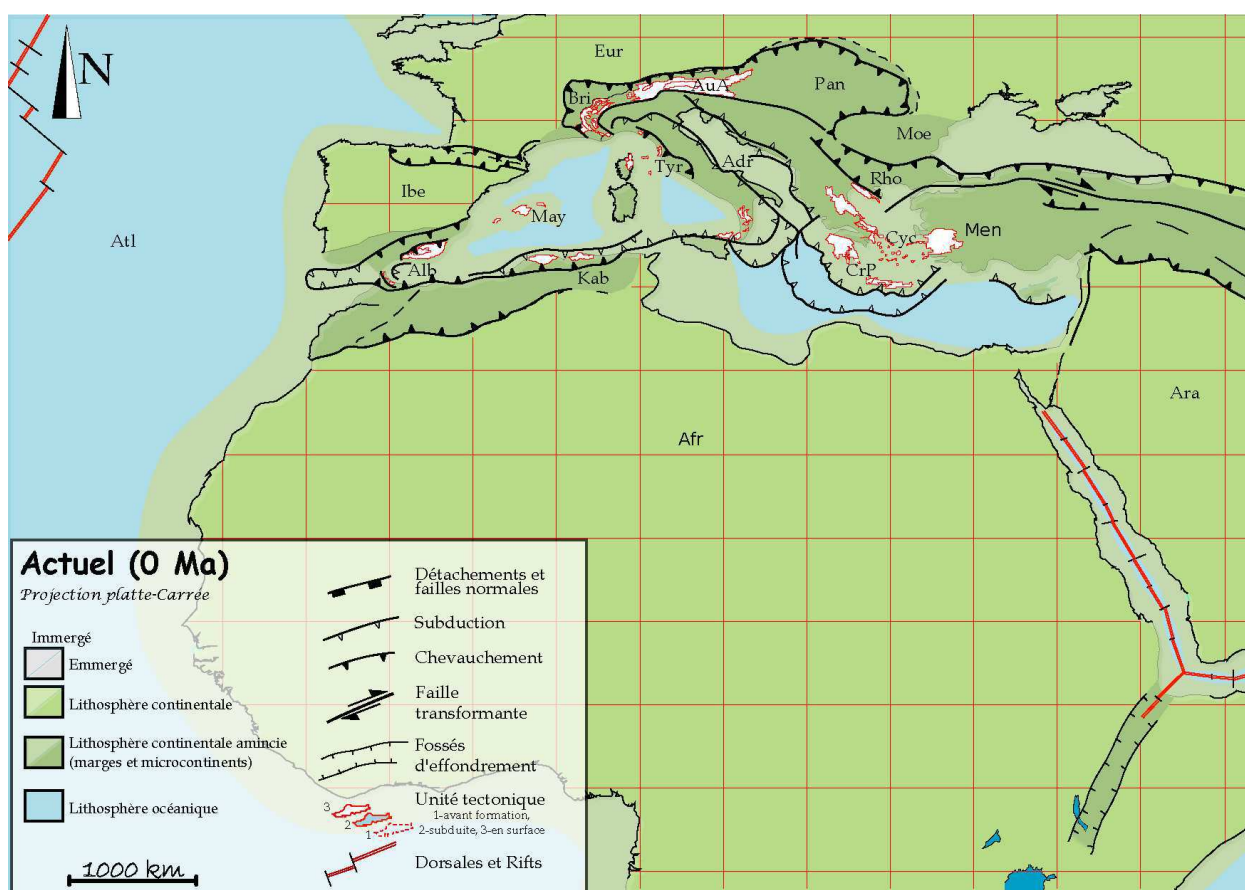 N
Eur
AuA
Pan
Bri
Moe
Adr
Tyr
Rho
Ibe
May
Men
Cyc
Atl
Alb
CrP
Kab
Ara
Afr
Actuel (0 Ma)
Projection platte-Carrée
Immergé
Emmergé
Lithosphère continentale
Lithosphère continentale amincie
(marges et microcontinents)
Lithosphère océanique
1000 km
Détachements et
failles normales
Subduction
Chevauchement
Faille
transformante
Fossés
d'effondrement
3
2
1
Unité tectonique
1-avant formation,
2-subduite, 3-en surface
Dorsales et Rifts